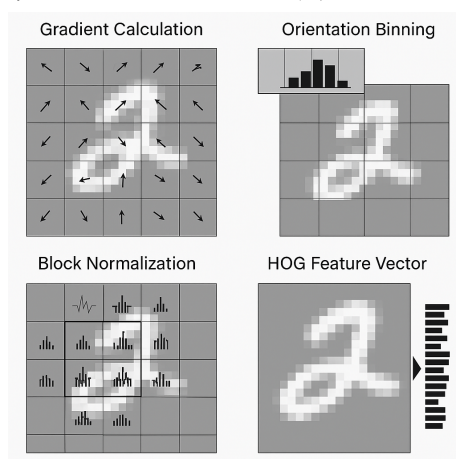 Gradient Calculation
Orientation Binning
Block Normalization
HOG Feature Vector